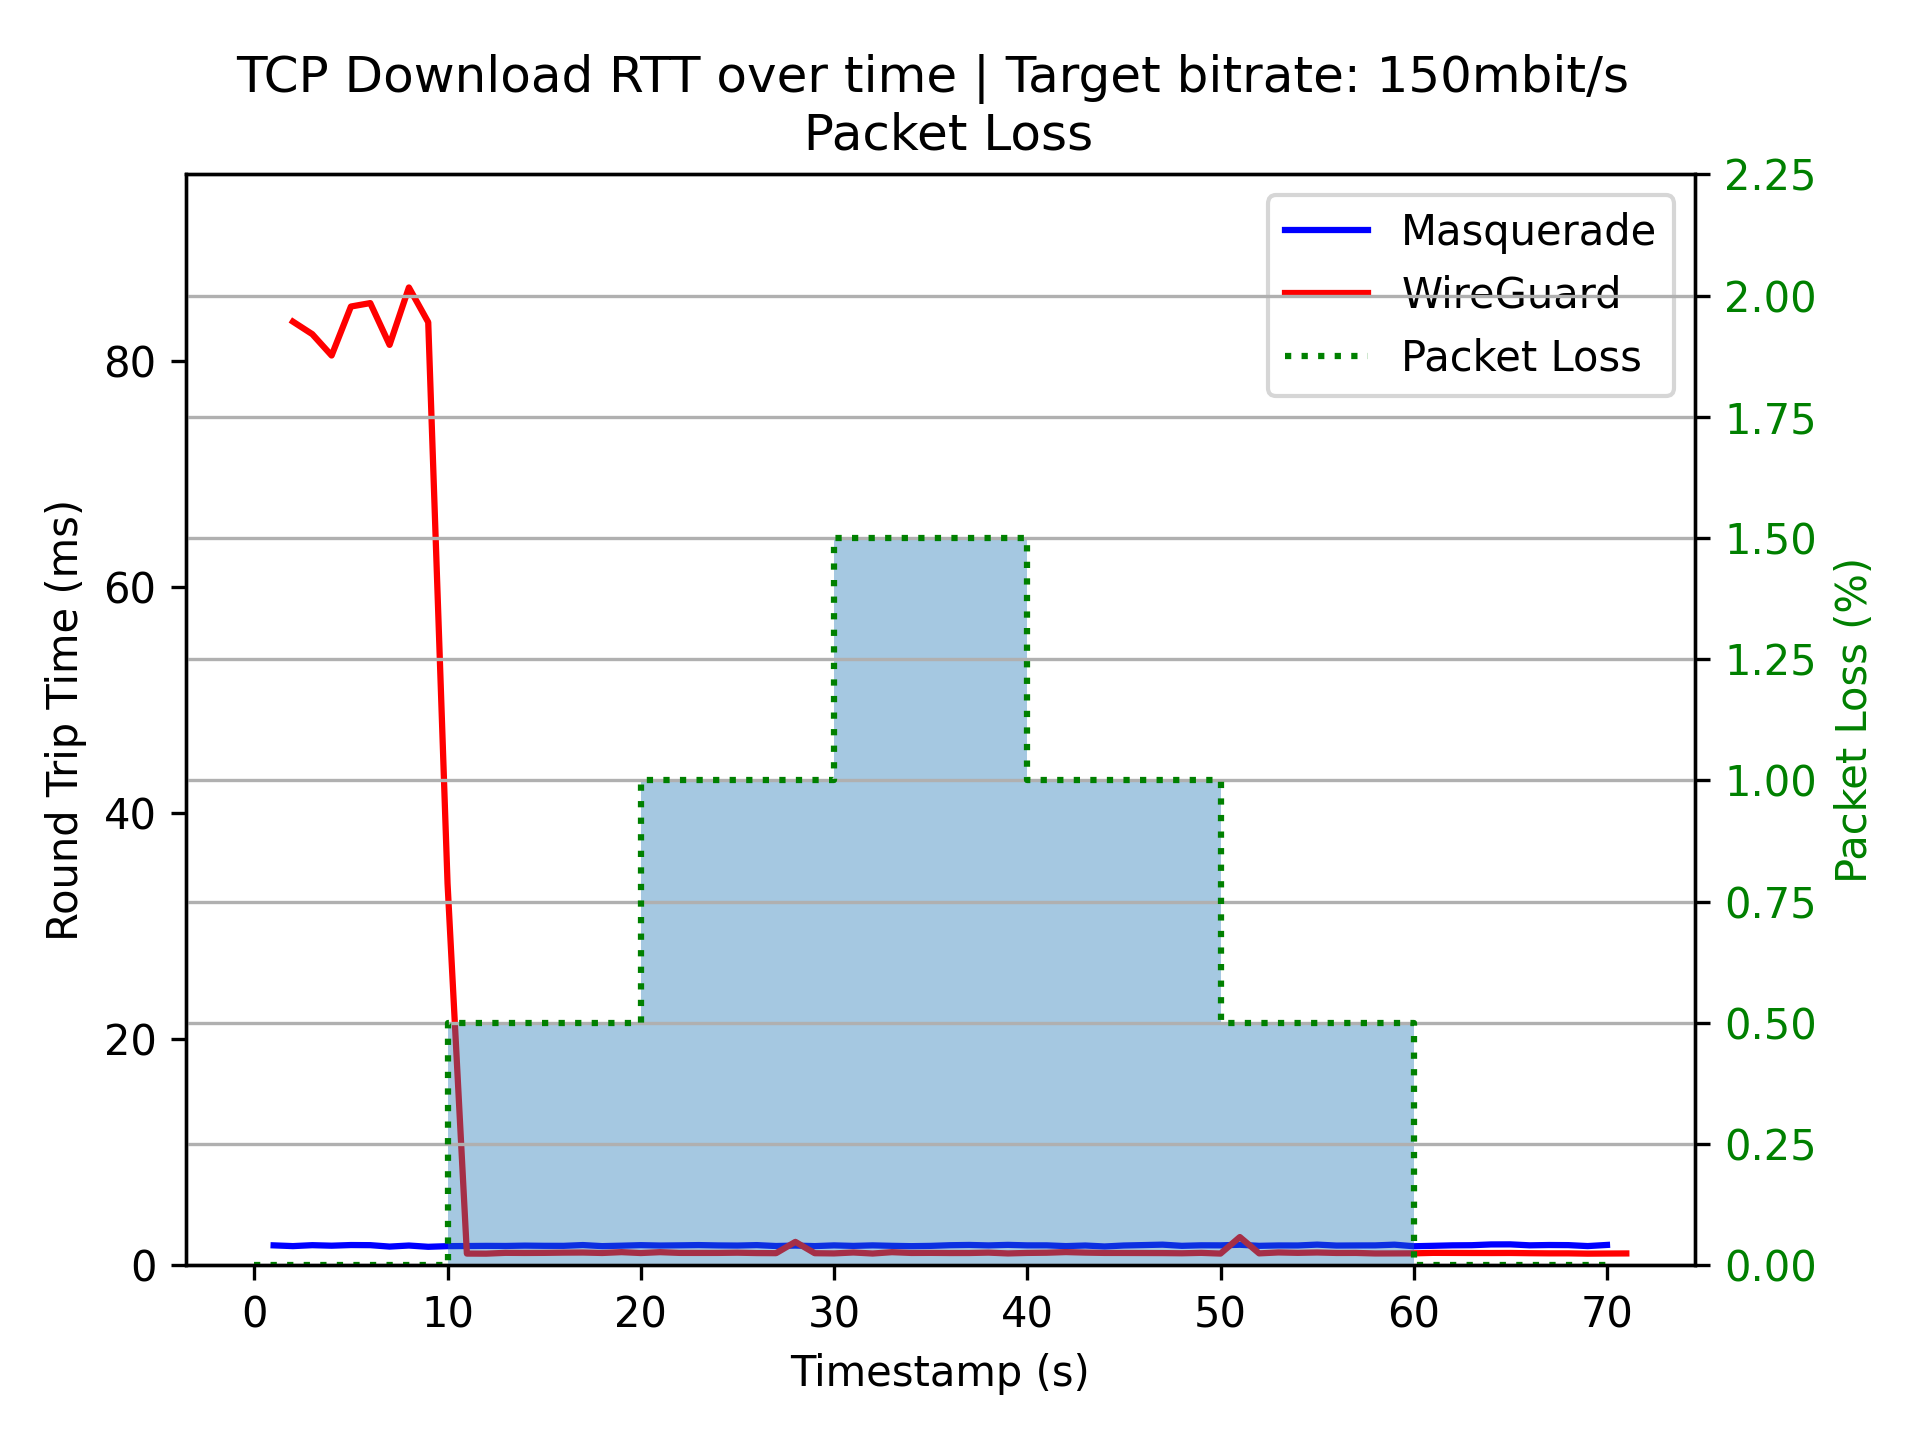 TCP Download RTT over time | Target bitrate: 150mbit/s
Packet Loss
Masquerade
WireGuard
Packet Loss
Round Trip Time (ms)
80
60
40
20
0
2.25
2.00
1.75
1.50
1.25
1.00
0.75
0.50
0.25
0.00
Packet Loss (%)
0 10 20 30 40 50 60 70
Timestamp (s)